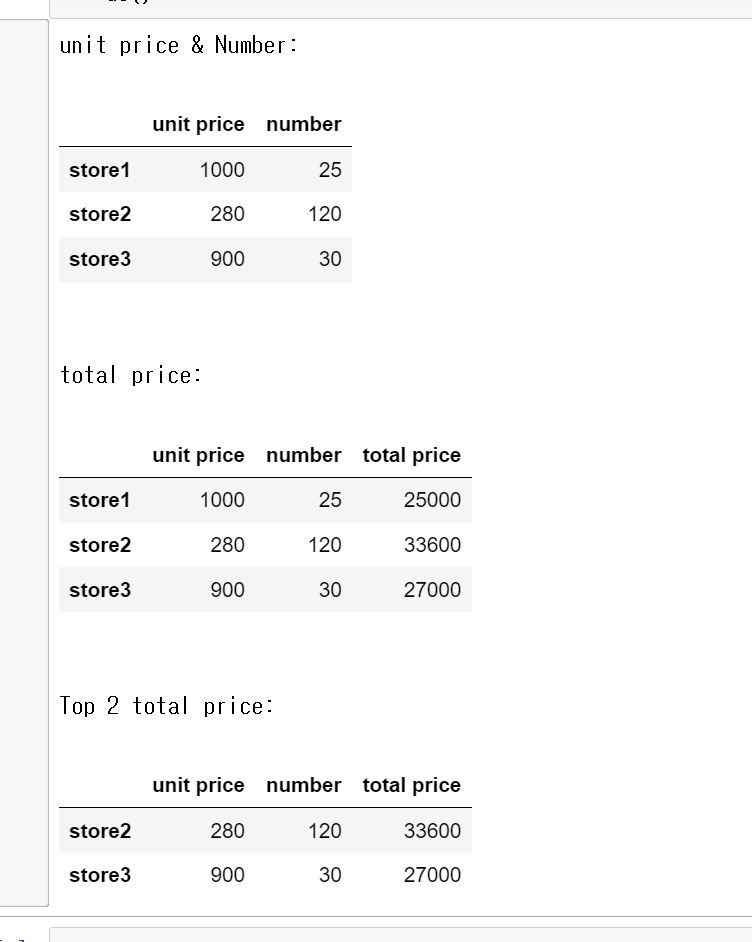 unit price & Number:
unit price number
store1 1000 25
store2 280 120
store3 900 30
total price:
unit price number total price
store1 1000 25 25000
store2 280 120 33600
store3 900 30 27000
Top 2 total price:
unit price number total price
store2 280 120 33600
store3 900 30 27000